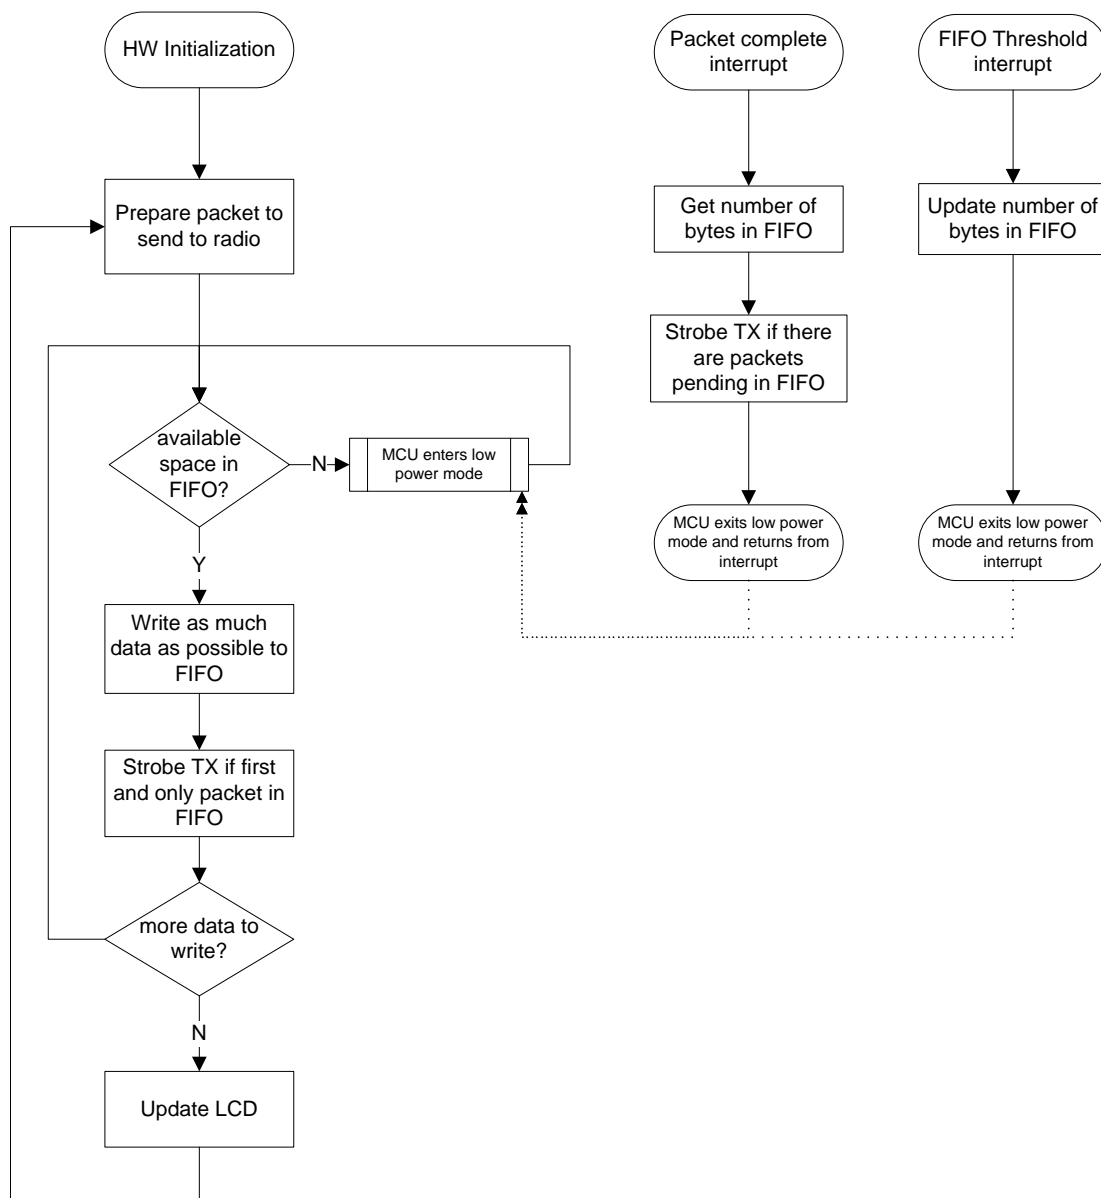 HW Initialization
Prepare packet to
send to radio
available
space in
FIFO?
N
MCU enters low
power mode
Y
Write as much
data as possible to
FIFO
Strobe TX if first
and only packet in
FIFO
more data to
write?
N
Update LCD
Packet complete
interrupt
Get number of
bytes in FIFO
Strobe TX if there
are packets
pending in FIFO
MCU exits low power
mode and returns from
interrupt
FIFO Threshold
interrupt
Update number of
bytes in FIFO
MCU exits low power
mode and returns from
interrupt